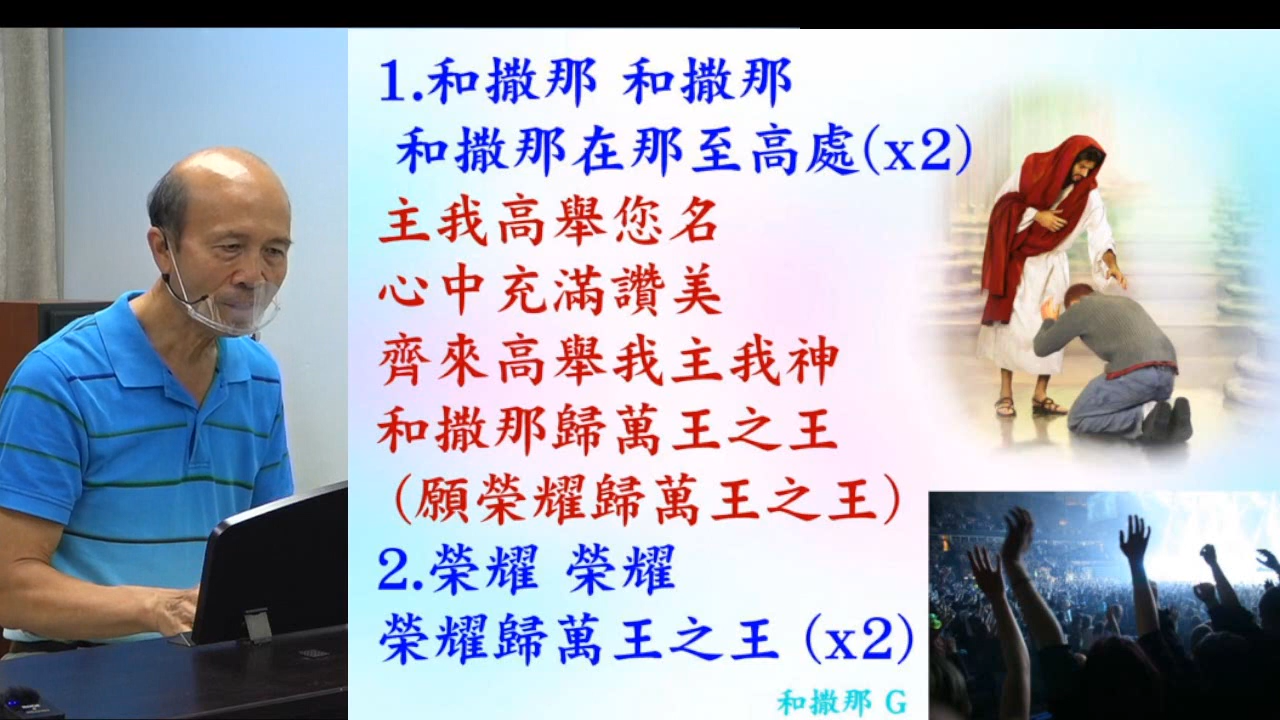 1.和撒那 和撒那
和撒那在那至高處(x2)
主我高舉您名
心中充滿讚美
齊來高舉我主我神
和撒那歸萬王之王
(願榮耀歸萬王之王)
2.榮耀 榮耀
榮耀歸萬王之王 (x2)
和撒那 G